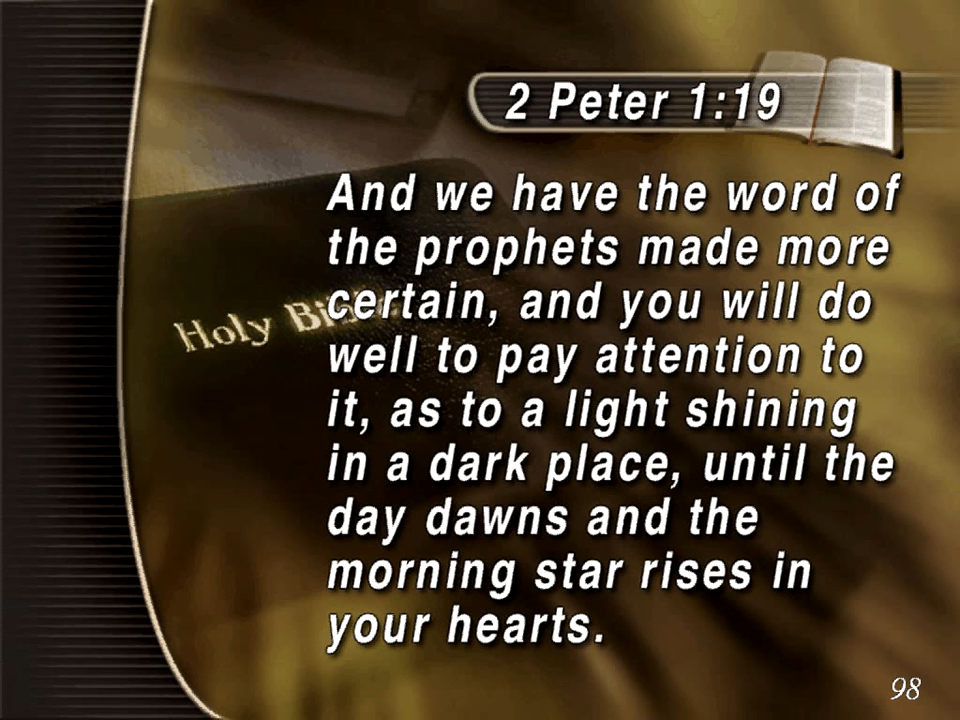 2 Peter 1:19
And we have the word of
the prophets made more
certain, and you will do
well to pay attention to
it, as to a light shining
in a dark place, until the
day dawns and the
morning star rises in
your hearts.
Holy Bible
98